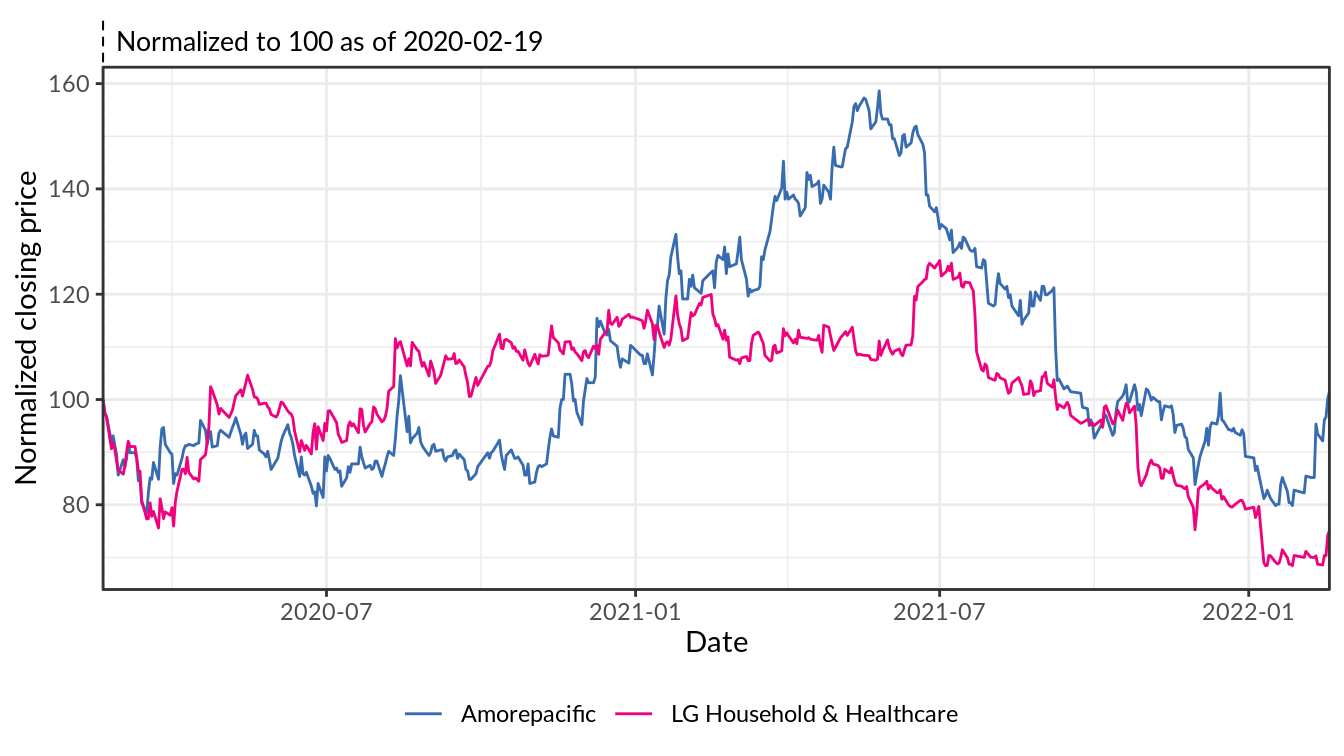 Normalized to 100 as of 2020-02-19
Normalized closing price
160
140
120
100
80
2020-07
2021-01
2021-07
2022-01
Date
Amorepacific
LG Household & Healthcare